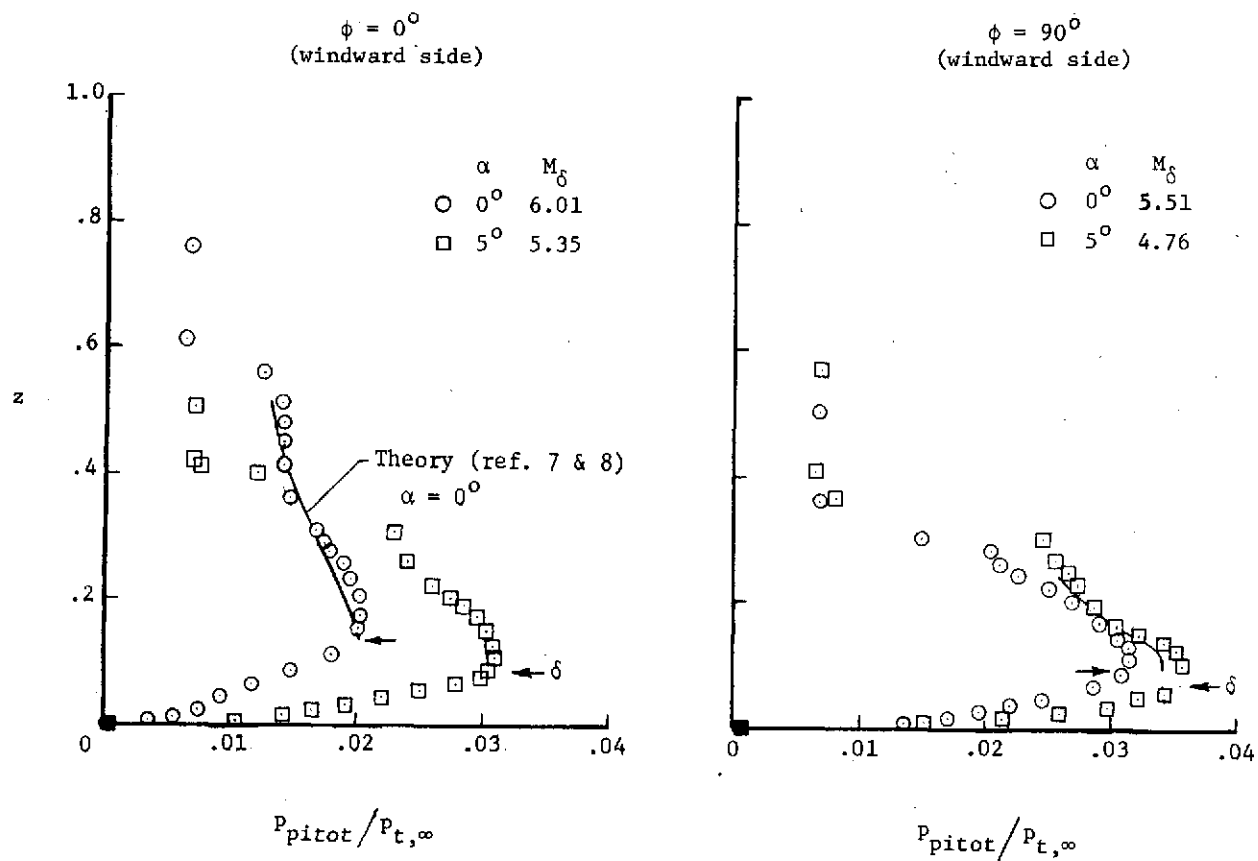 ϕ = 0°
(windward side)
1.0
.8
.6
.4
.2
0
z
α M_δ
○ 0° 6.01
□ 5° 5.35
Theory (ref. 7 & 8)
α = 0°
δ
.01 .02 .03 .04
p_pitot/p_t,∞
ϕ = 90°
(windward side)
α M_δ
○ 0° 5.51
□ 5° 4.76
δ
0 .01 .02 .03 .04
p_pitot/p_t,∞